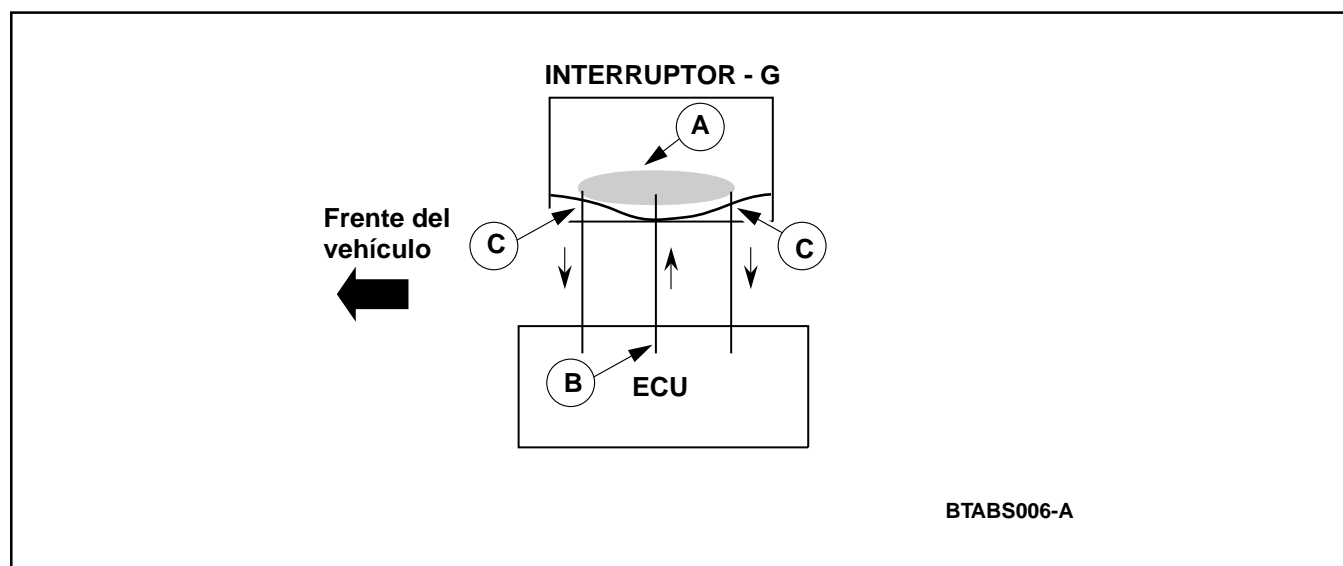 INTERRUPTOR - G
A
Frente del
vehículo
C
C
B
ECU
BTABS006-A